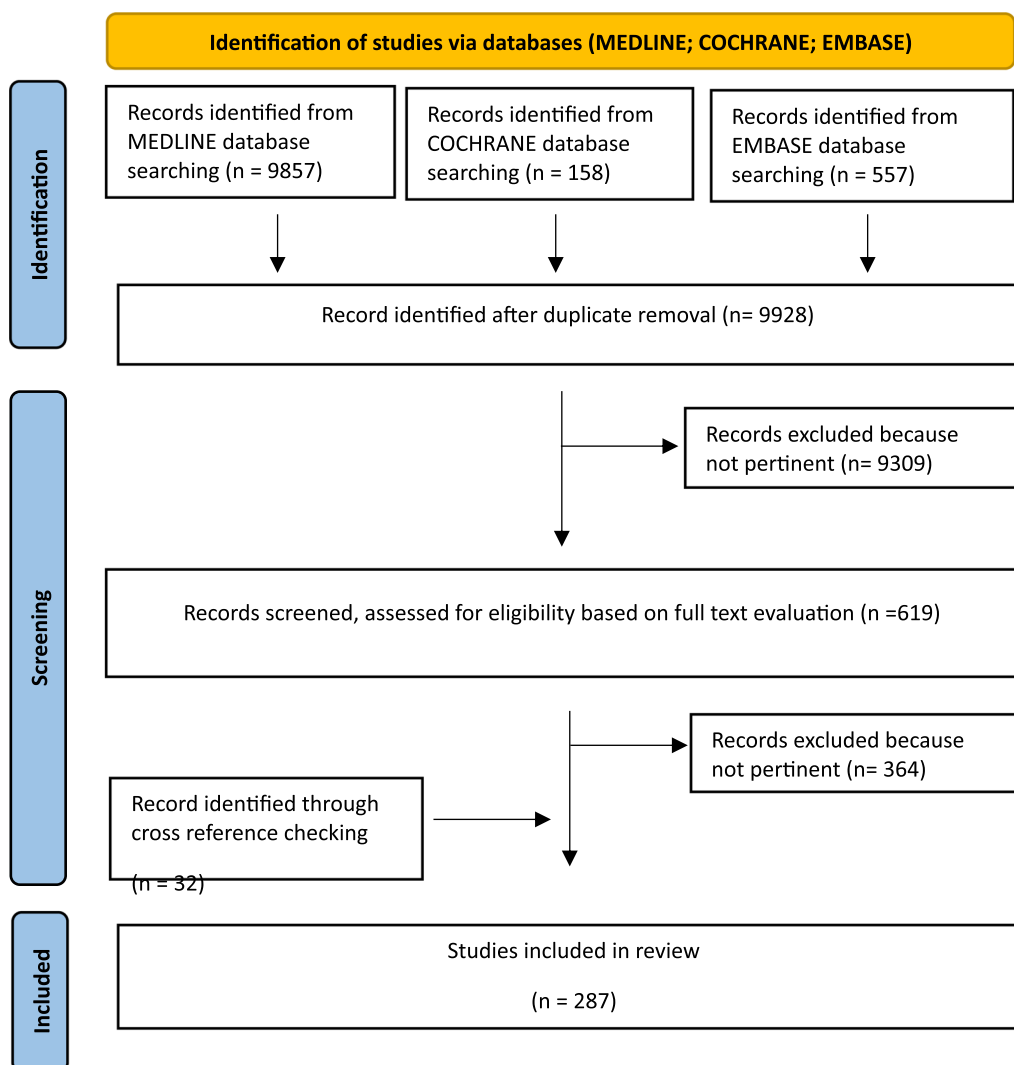 Identification of studies via databases (MEDLINE; COCHRANE; EMBASE)
Identification
Records identified from
MEDLINE database
searching (n = 9857)
Records identified from
COCHRANE database
searching (n = 158)
Records identified from
EMBASE database
searching (n = 557)
Record identified after duplicate removal (n= 9928)
Screening
Records excluded because
not pertinent (n= 9309)
Records screened, assessed for eligibility based on full text evaluation (n =619)
Records excluded because
not pertinent (n= 364)
Record identified through
cross reference checking
(n = 32)
Included
Studies included in review
(n = 287)